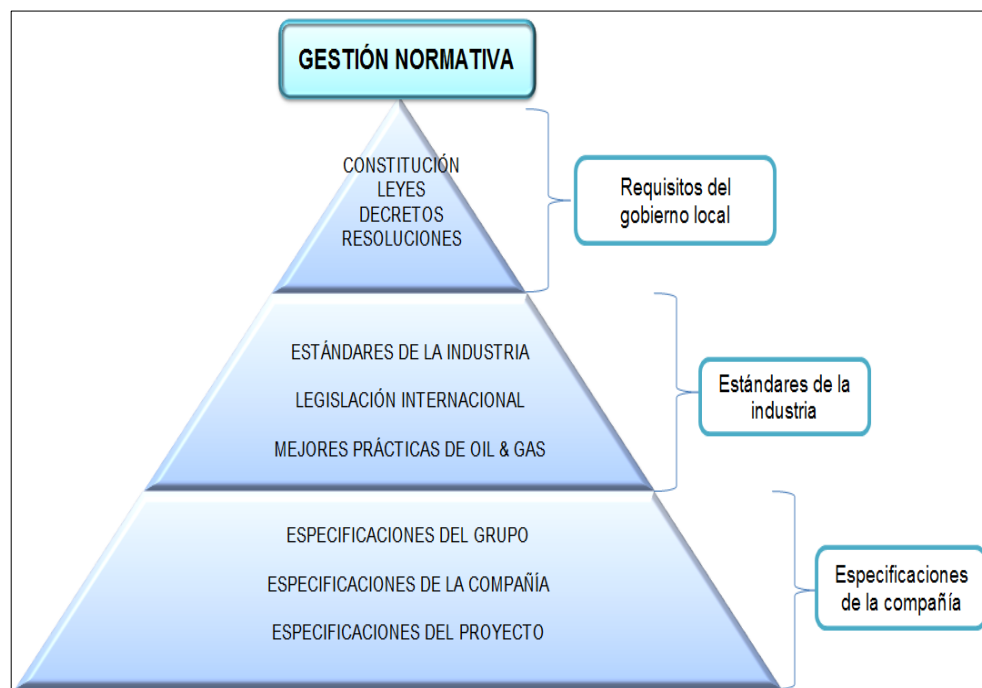 GESTIÓN NORMATIVA
CONSTITUCIÓN
LEYES
DECRETOS
RESOLUCIONES
Requisitos del
gobierno local
ESTÁNDARES DE LA INDUSTRIA
LEGISLACIÓN INTERNACIONAL
MEJORES PRÁCTICAS DE OIL & GAS
Estándares de la
industria
ESPECIFICACIONES DEL GRUPO
ESPECIFICACIONES DE LA COMPAÑÍA
ESPECIFICACIONES DEL PROYECTO
Especificaciones
de la compañía